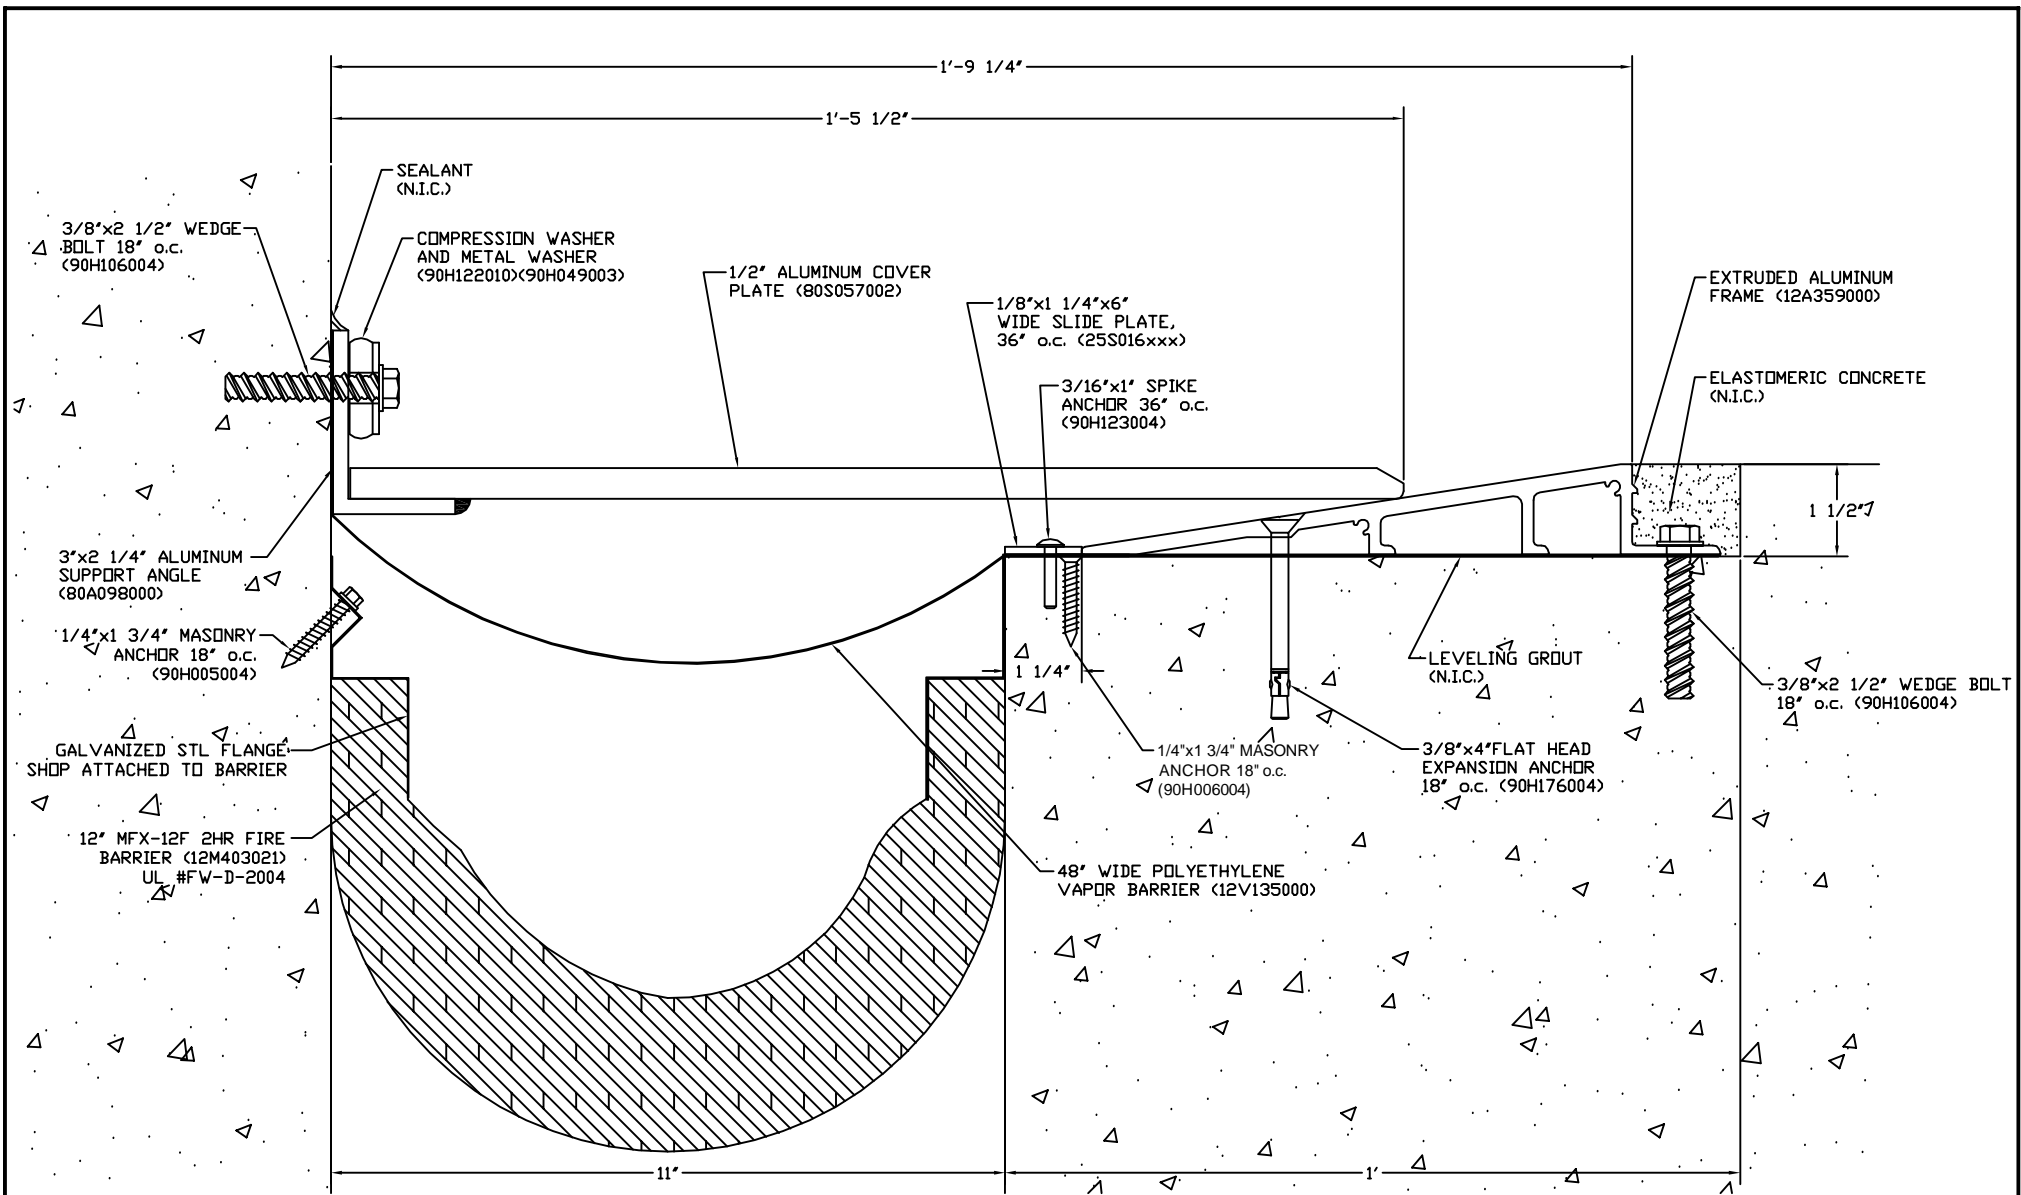 1'-9 1/4"
1'-5 1/2"
SEALANT
(N.I.C.)
3/8"x2 1/2" WEDGE
BOLT 18" o.c.
(90H106004)
COMPRESSION WASHER
AND METAL WASHER
(90H122010)(90H049003)
1/2" ALUMINUM COVER
PLATE (80S057002)
1/8"x1 1/4"x6"
WIDE SLIDE PLATE,
36" o.c. (25S016xxx)
EXTRUDED ALUMINUM
FRAME (12A359000)
3/16"x1" SPIKE
ANCHOR 36" o.c.
(90H123004)
ELASTOMERIC CONCRETE
(N.I.C.)
1 1/2"
3"x2 1/4" ALUMINUM
SUPPORT ANGLE
(80A098000)
1/4"x1 3/4" MASONRY
ANCHOR 18" o.c.
(90H005004)
1 1/4"
LEVELING GROUT
(N.I.C.)
3/8"x2 1/2" WEDGE BOLT
18" o.c. (90H106004)
GALVANIZED STL FLANGE
SHOP ATTACHED TO BARRIER
1/4"x1 3/4" MASONRY
ANCHOR 18" o.c.
(90H006004)
3/8"x4"FLAT HEAD
EXPANSION ANCHOR
18" o.c. (90H176004)
12" MFX-12F 2HR FIRE
BARRIER (12M403021)
UL #FW-D-2004
48" WIDE POLYETHYLENE
VAPOR BARRIER (12V135000)
11"
1'